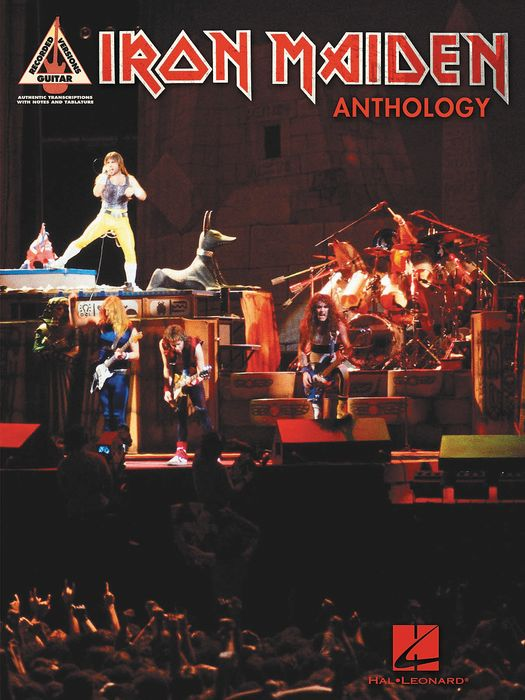 RECORDED
VERSIONS
GUITAR
AUTHENTIC TRANSCRIPTIONS
WITH NOTES AND TABLATURE
IRON MAIDEN
ANTHOLOGY
HAL•LEONARD®